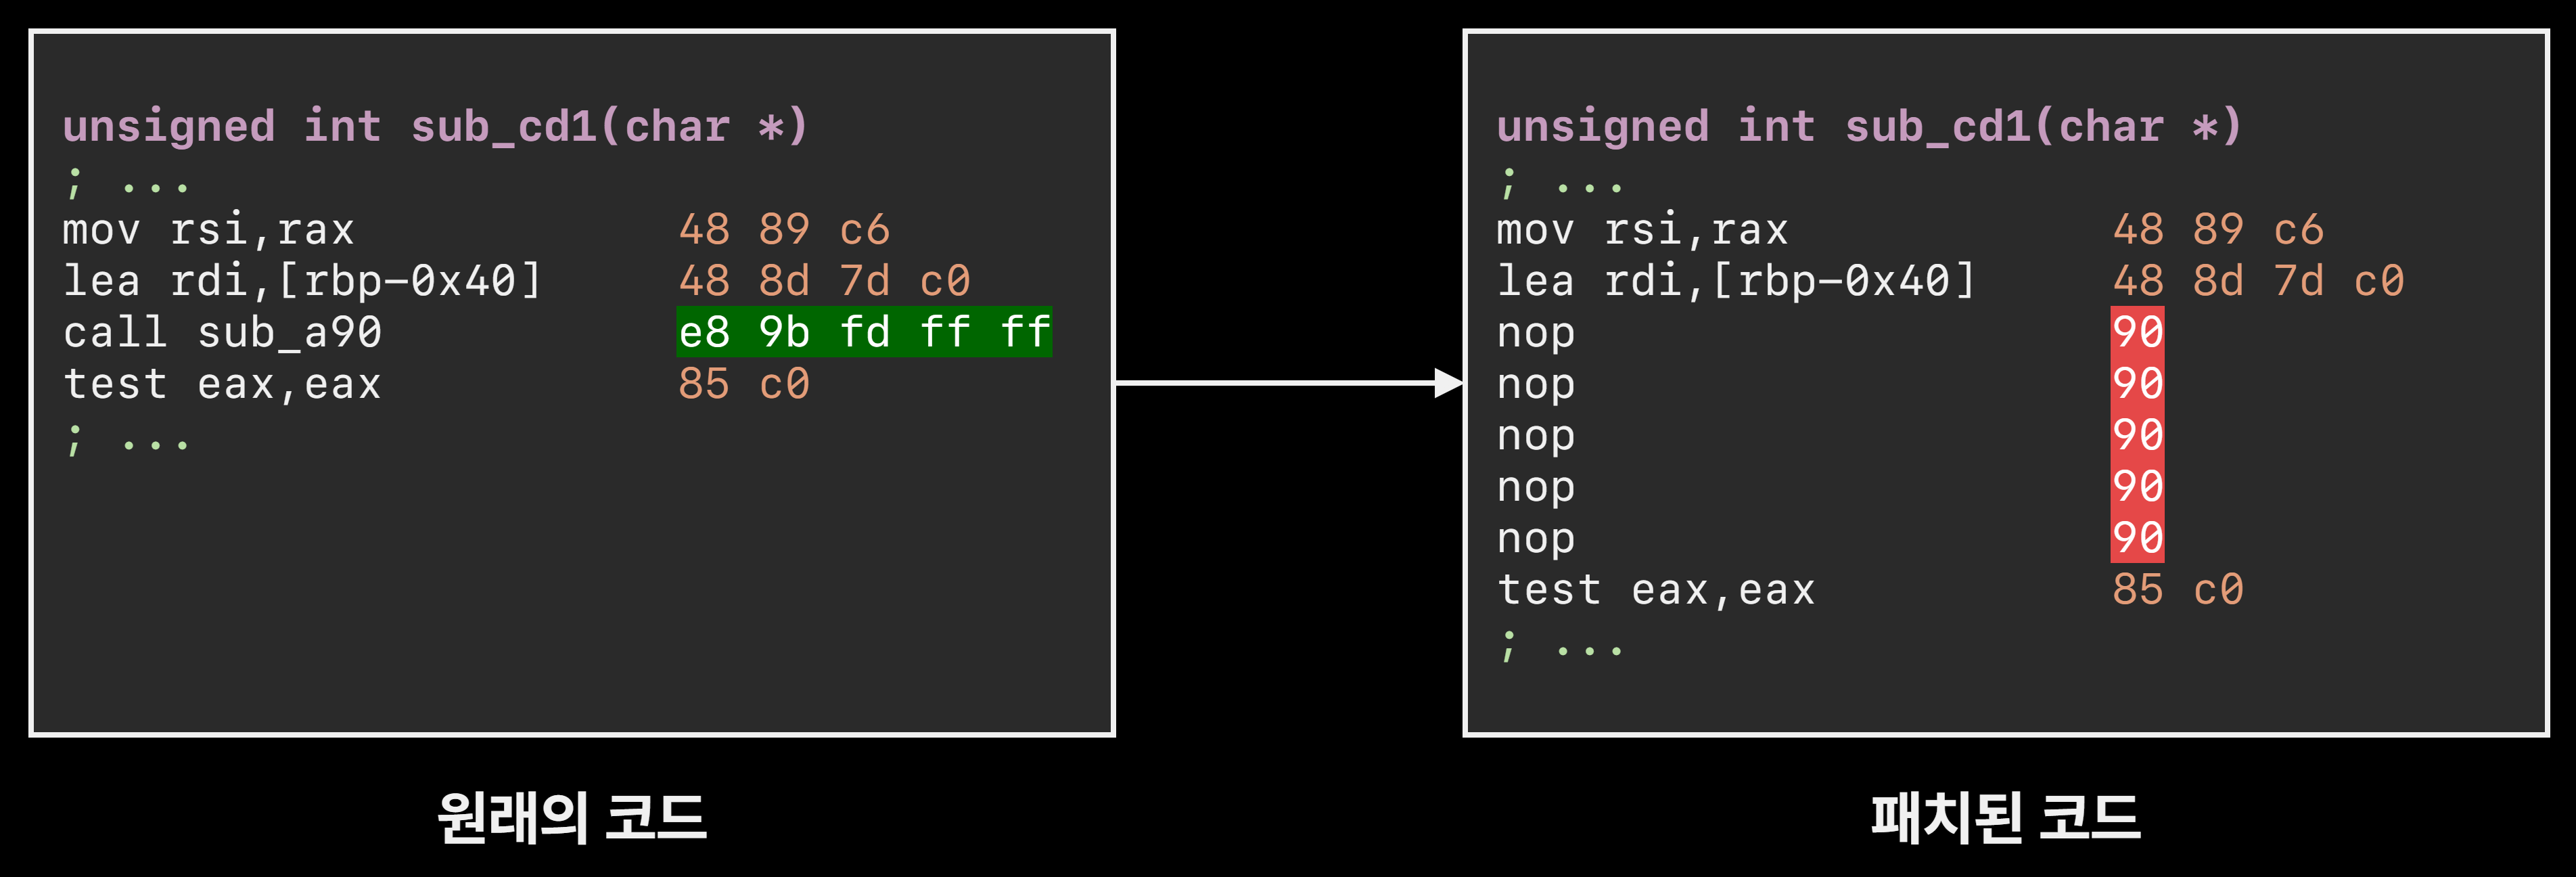 unsigned int sub_cd1(char *)
; ...
mov rsi,rax 48 89 c6
lea rdi,[rbp-0x40] 48 8d 7d c0
call sub_a90 e8 9b fd ff ff
test eax,eax 85 c0
; ...
원래의 코드
unsigned int sub_cd1(char *)
; ...
mov rsi,rax 48 89 c6
lea rdi,[rbp-0x40] 48 8d 7d c0
nop 90
nop 90
nop 90
nop 90
nop 90
test eax,eax 85 c0
; ...
패치된 코드